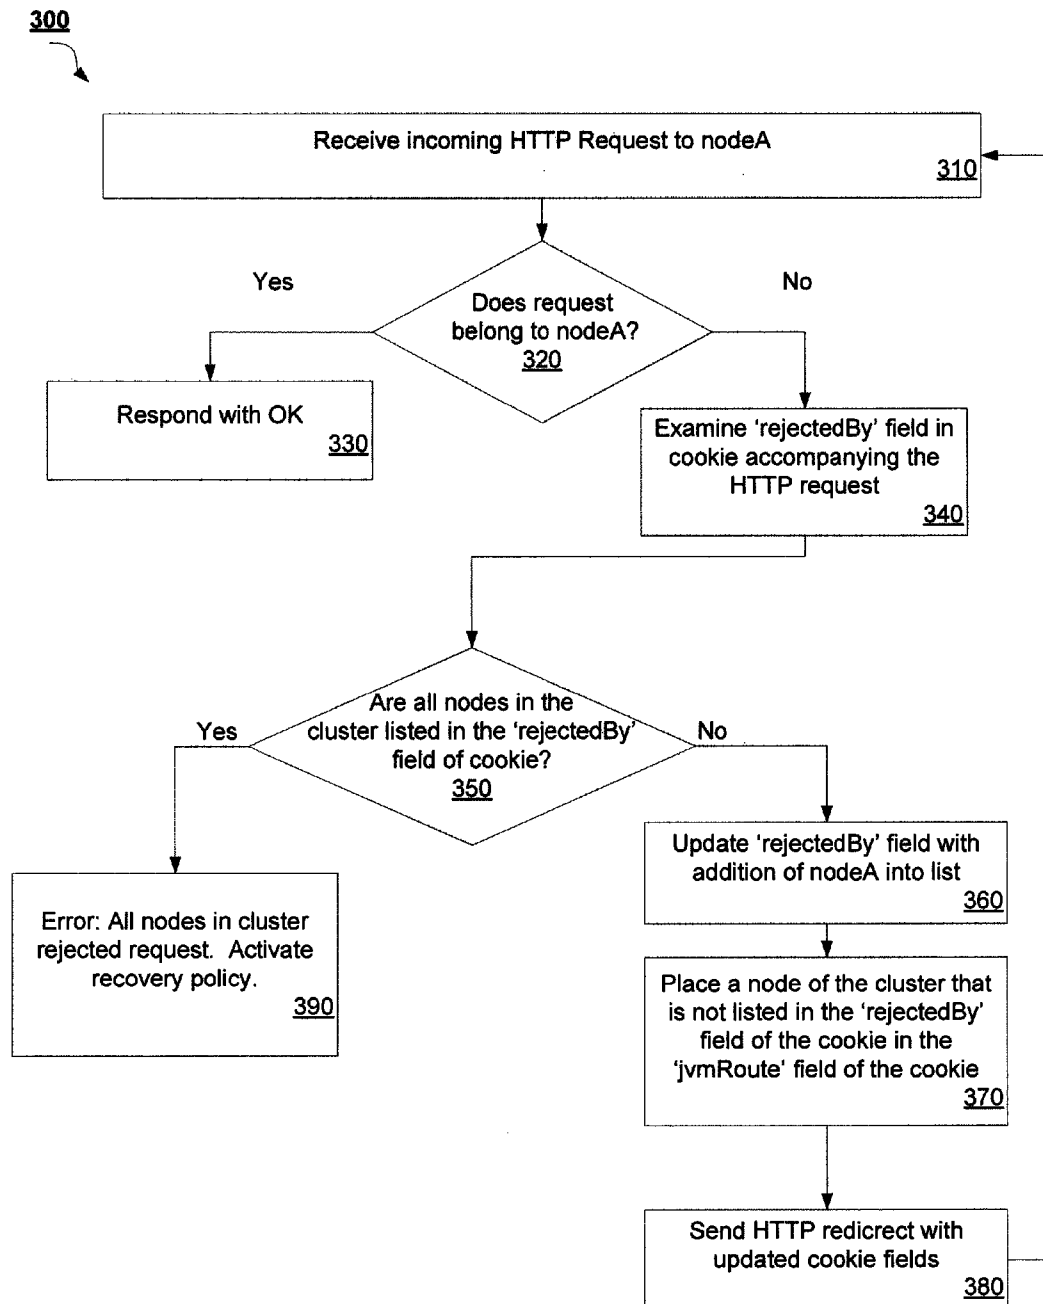 300
Receive incoming HTTP Request to nodeA
310
Yes
No
Does request
belong to nodeA?
320
Respond with OK
330
Examine 'rejectedBy' field in
cookie accompanying the
HTTP request
340
Are all nodes in the
cluster listed in the 'rejectedBy'
field of cookie?
350
Yes
No
Update 'rejectedBy' field with
addition of nodeA into list
360
Error: All nodes in cluster
rejected request. Activate
recovery policy.
390
Place a node of the cluster that
is not listed in the 'rejectedBy'
field of the cookie in the
'jvmRoute' field of the cookie
370
Send HTTP redicrect with
updated cookie fields
380